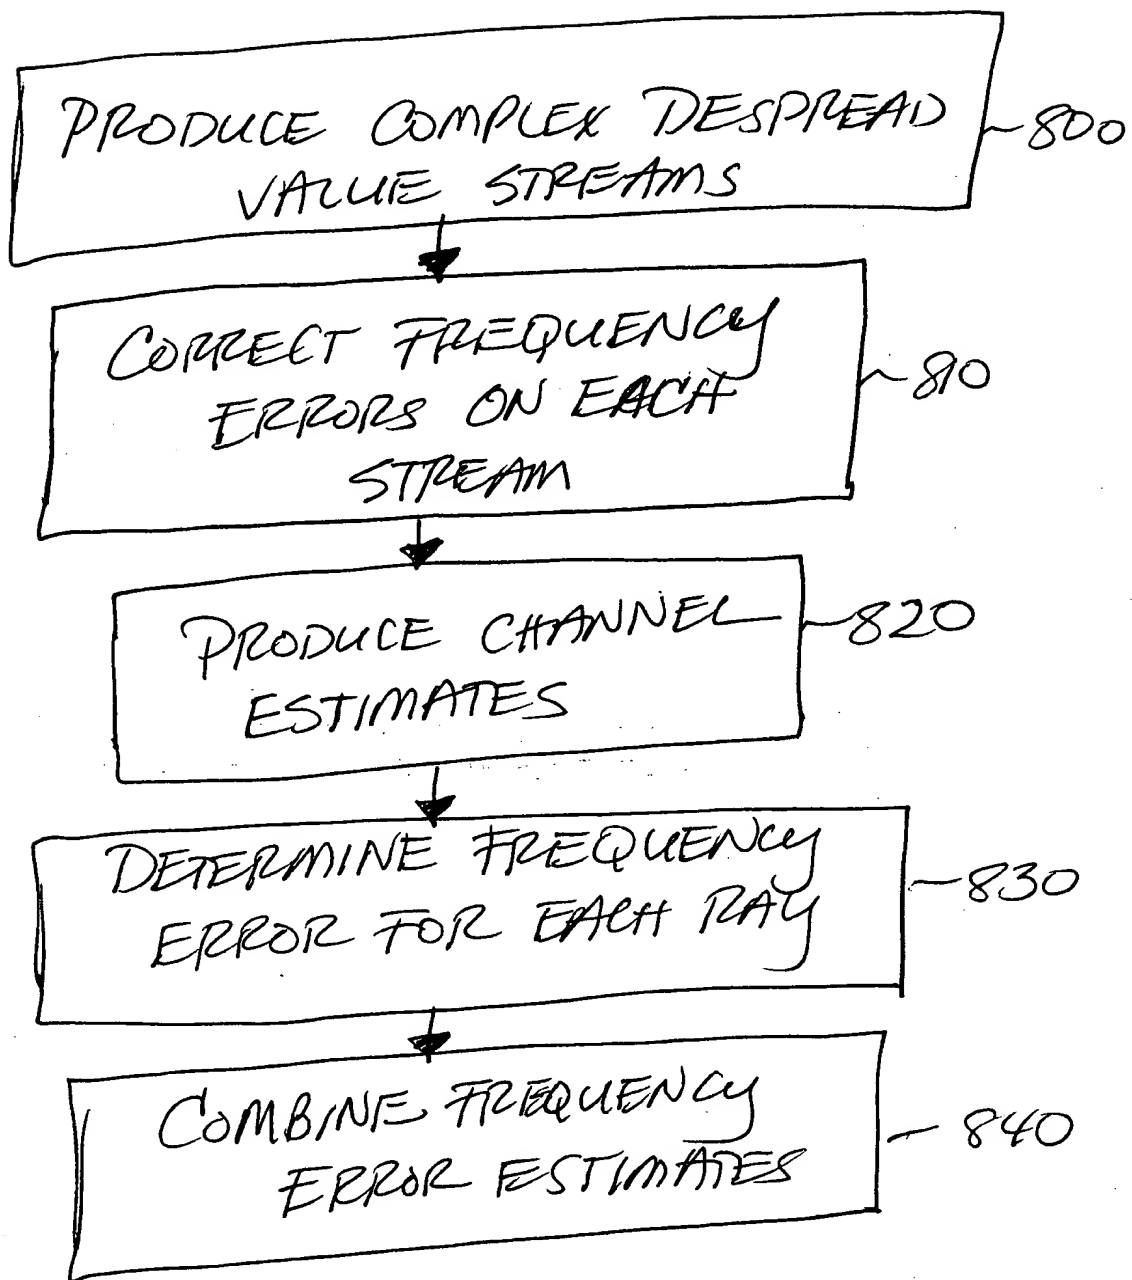 PRODUCE COMPLEX DESPREAD
VALUE STREAMS
800
CORRECT FREQUENCY
ERRORS ON EACH
STREAM
810
PRODUCE CHANNEL
ESTIMATES
820
DETERMINE FREQUENCY
ERROR FOR EACH RAY
830
COMBINE FREQUENCY
ERROR ESTIMATES
840